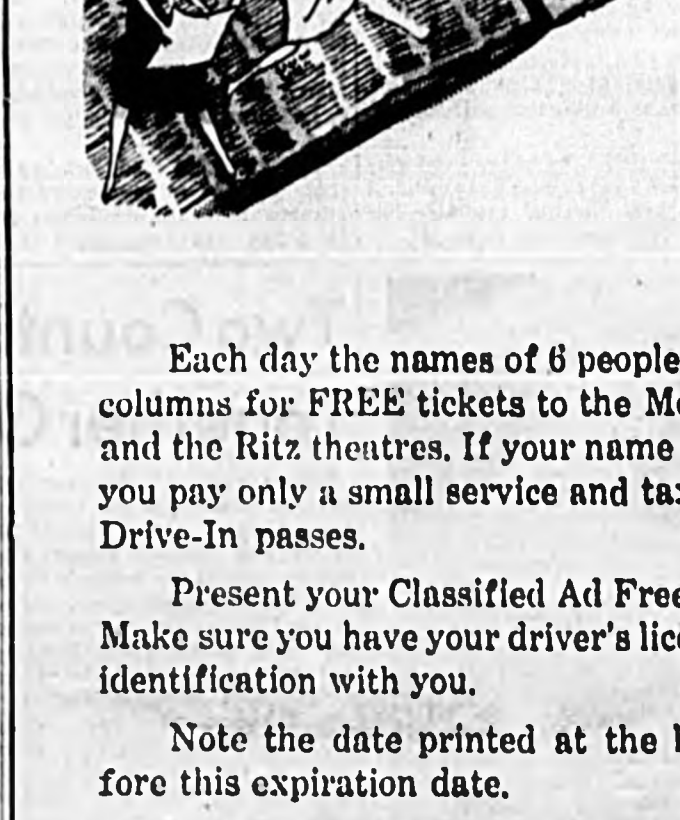 Each day the names of 6 people
columns for FREE tickets to the M
and the Ritz theatres. If your name
you pay only a small service and ta
Drive-In passes.
Present your Classified Ad Free
Make sure you have your driver's lic
identification with you.
Note the date printed at the
fore this expiration date.